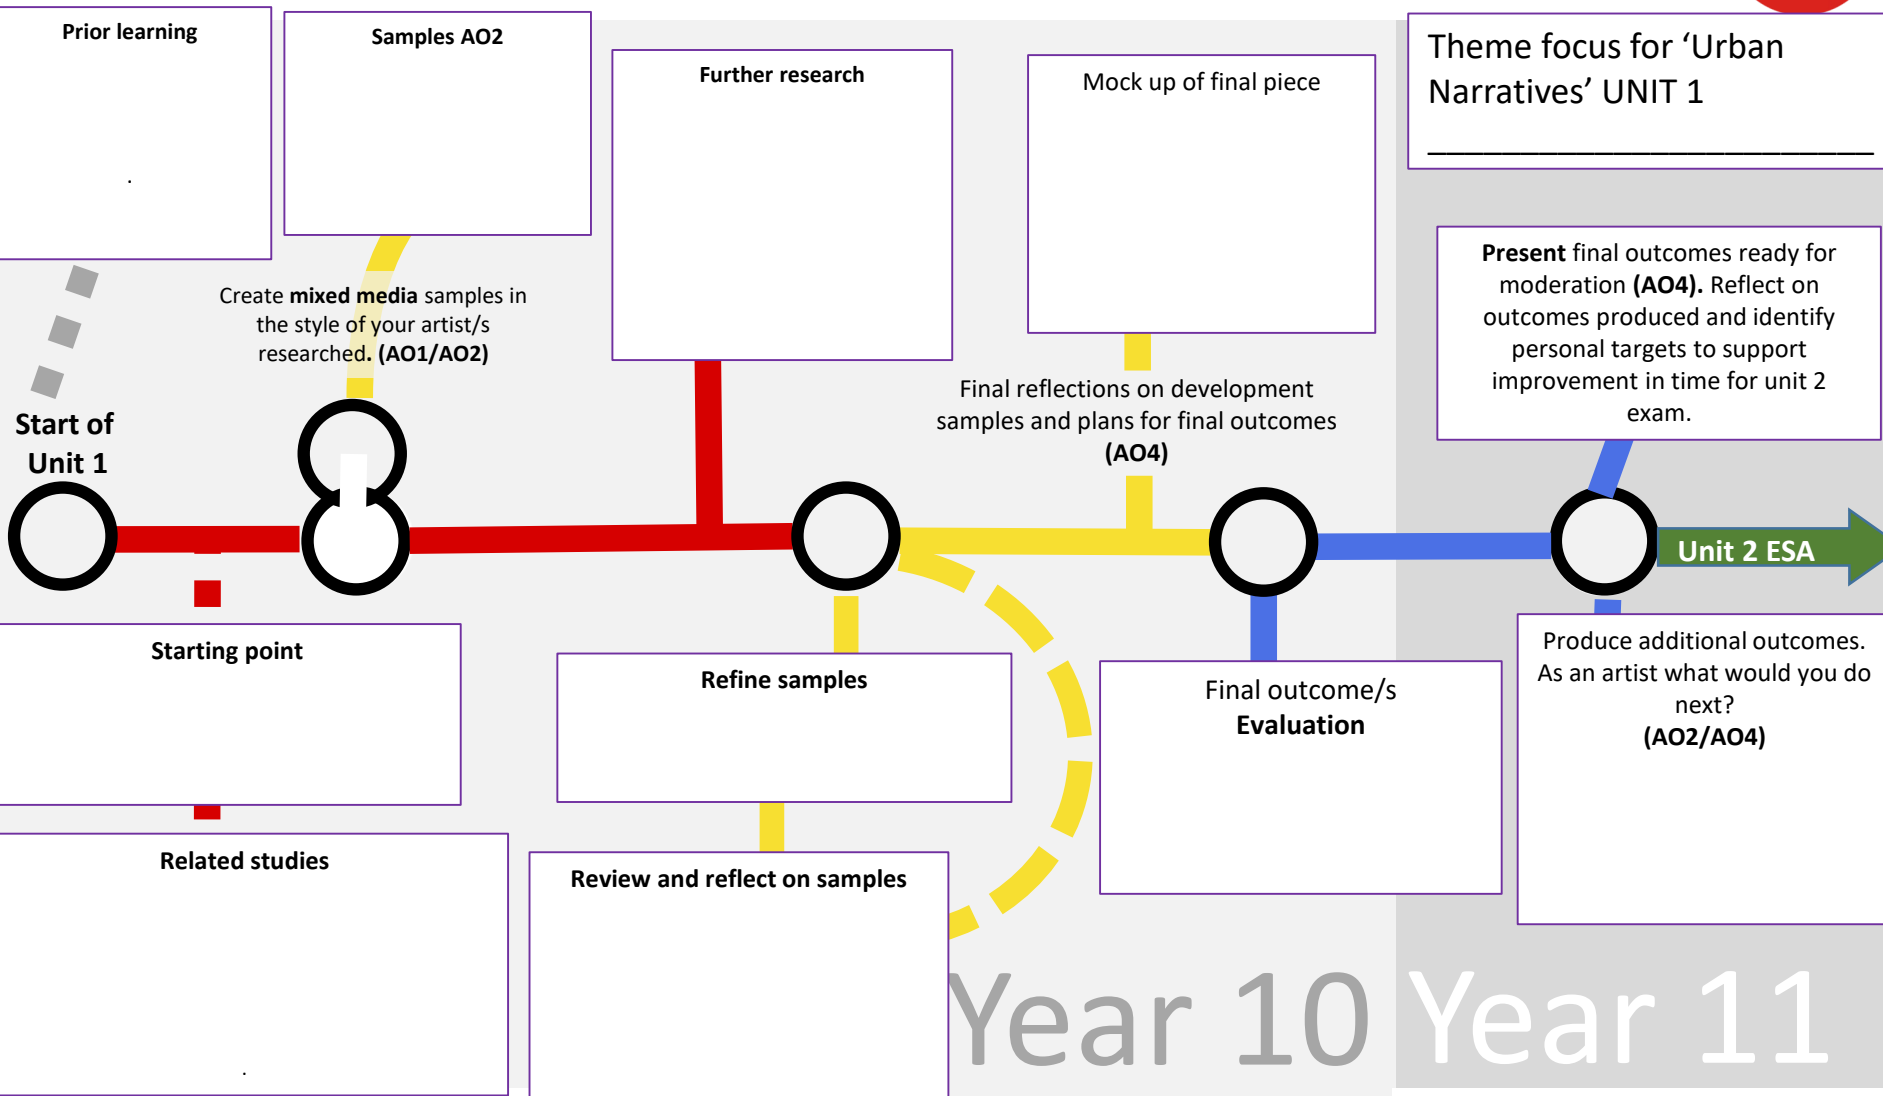 Prior learning
.
Samples AO2
Further research
Mock up of final piece
Theme focus for ‘Urban
Narratives’ UNIT 1
________________________
Create mixed media samples in
the style of your artist/s
researched. (AO1/AO2)
Present final outcomes ready for
moderation (AO4). Reflect on
outcomes produced and identify
personal targets to support
improvement in time for unit 2
exam.
Final reflections on development
samples and plans for final outcomes
(AO4)
Start of
Unit 1
Unit 2 ESA
Starting point
Refine samples
Final outcome/s
Evaluation
Produce additional outcomes.
As an artist what would you do
next?
(AO2/AO4)
Related studies
.
Review and reflect on samples
Year 10
Year 11